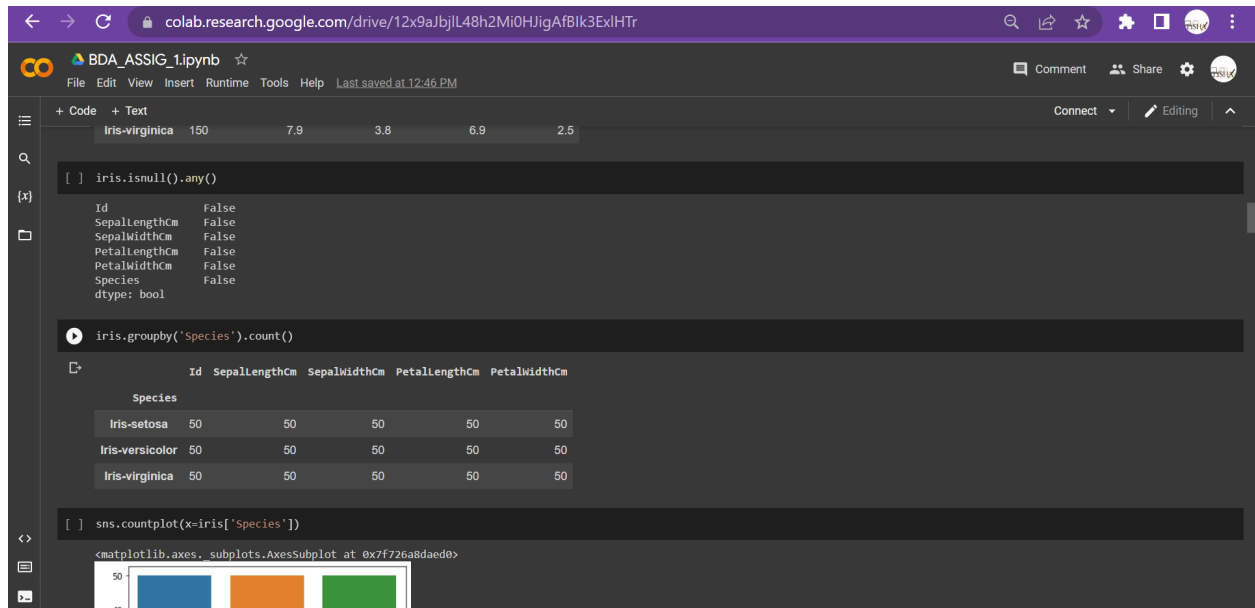 colab.research.google.com/drive/12x9aJbjlL48h2Mi0HJigAfBIk3ExlHTr
CO BDA_ASSIG_1.ipynb
File Edit View Insert Runtime Tools Help Last saved at 12:46 PM
Comment Share
+ Code + Text
Connect Editing
Iris-virginica 150 7.9 3.8 6.9 2.5
[ ] iris.isnull().any()
{x}
Id False
SepalLengthCm False
SepalWidthCm False
PetalLengthCm False
PetalWidthCm False
Species False
dtype: bool
iris.groupby('Species').count()
Id SepalLengthCm SepalWidthCm PetalLengthCm PetalWidthCm
Species
Iris-setosa 50 50 50 50 50
Iris-versicolor 50 50 50 50 50
Iris-virginica 50 50 50 50 50
[ ] sns.countplot(x=iris['Species'])
<matplotlib.axes._subplots.AxesSubplot at 0x7f726a8daed0>
50